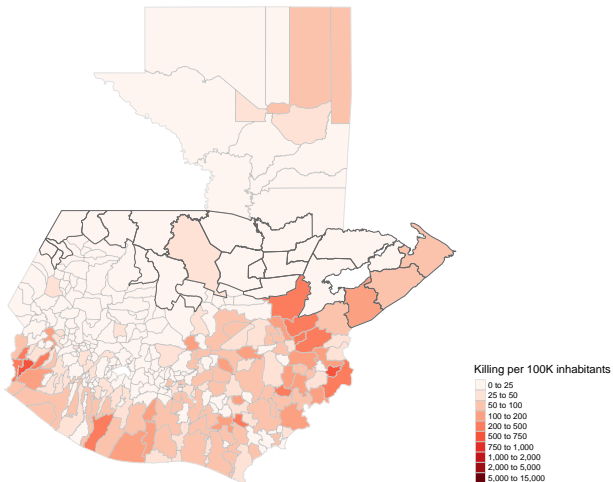 Killing per 100K inhabitants
0 to 25
25 to 50
50 to 100
100 to 200
200 to 500
500 to 750
750 to 1,000
1,000 to 2,000
2,000 to 5,000
5,000 to 15,000